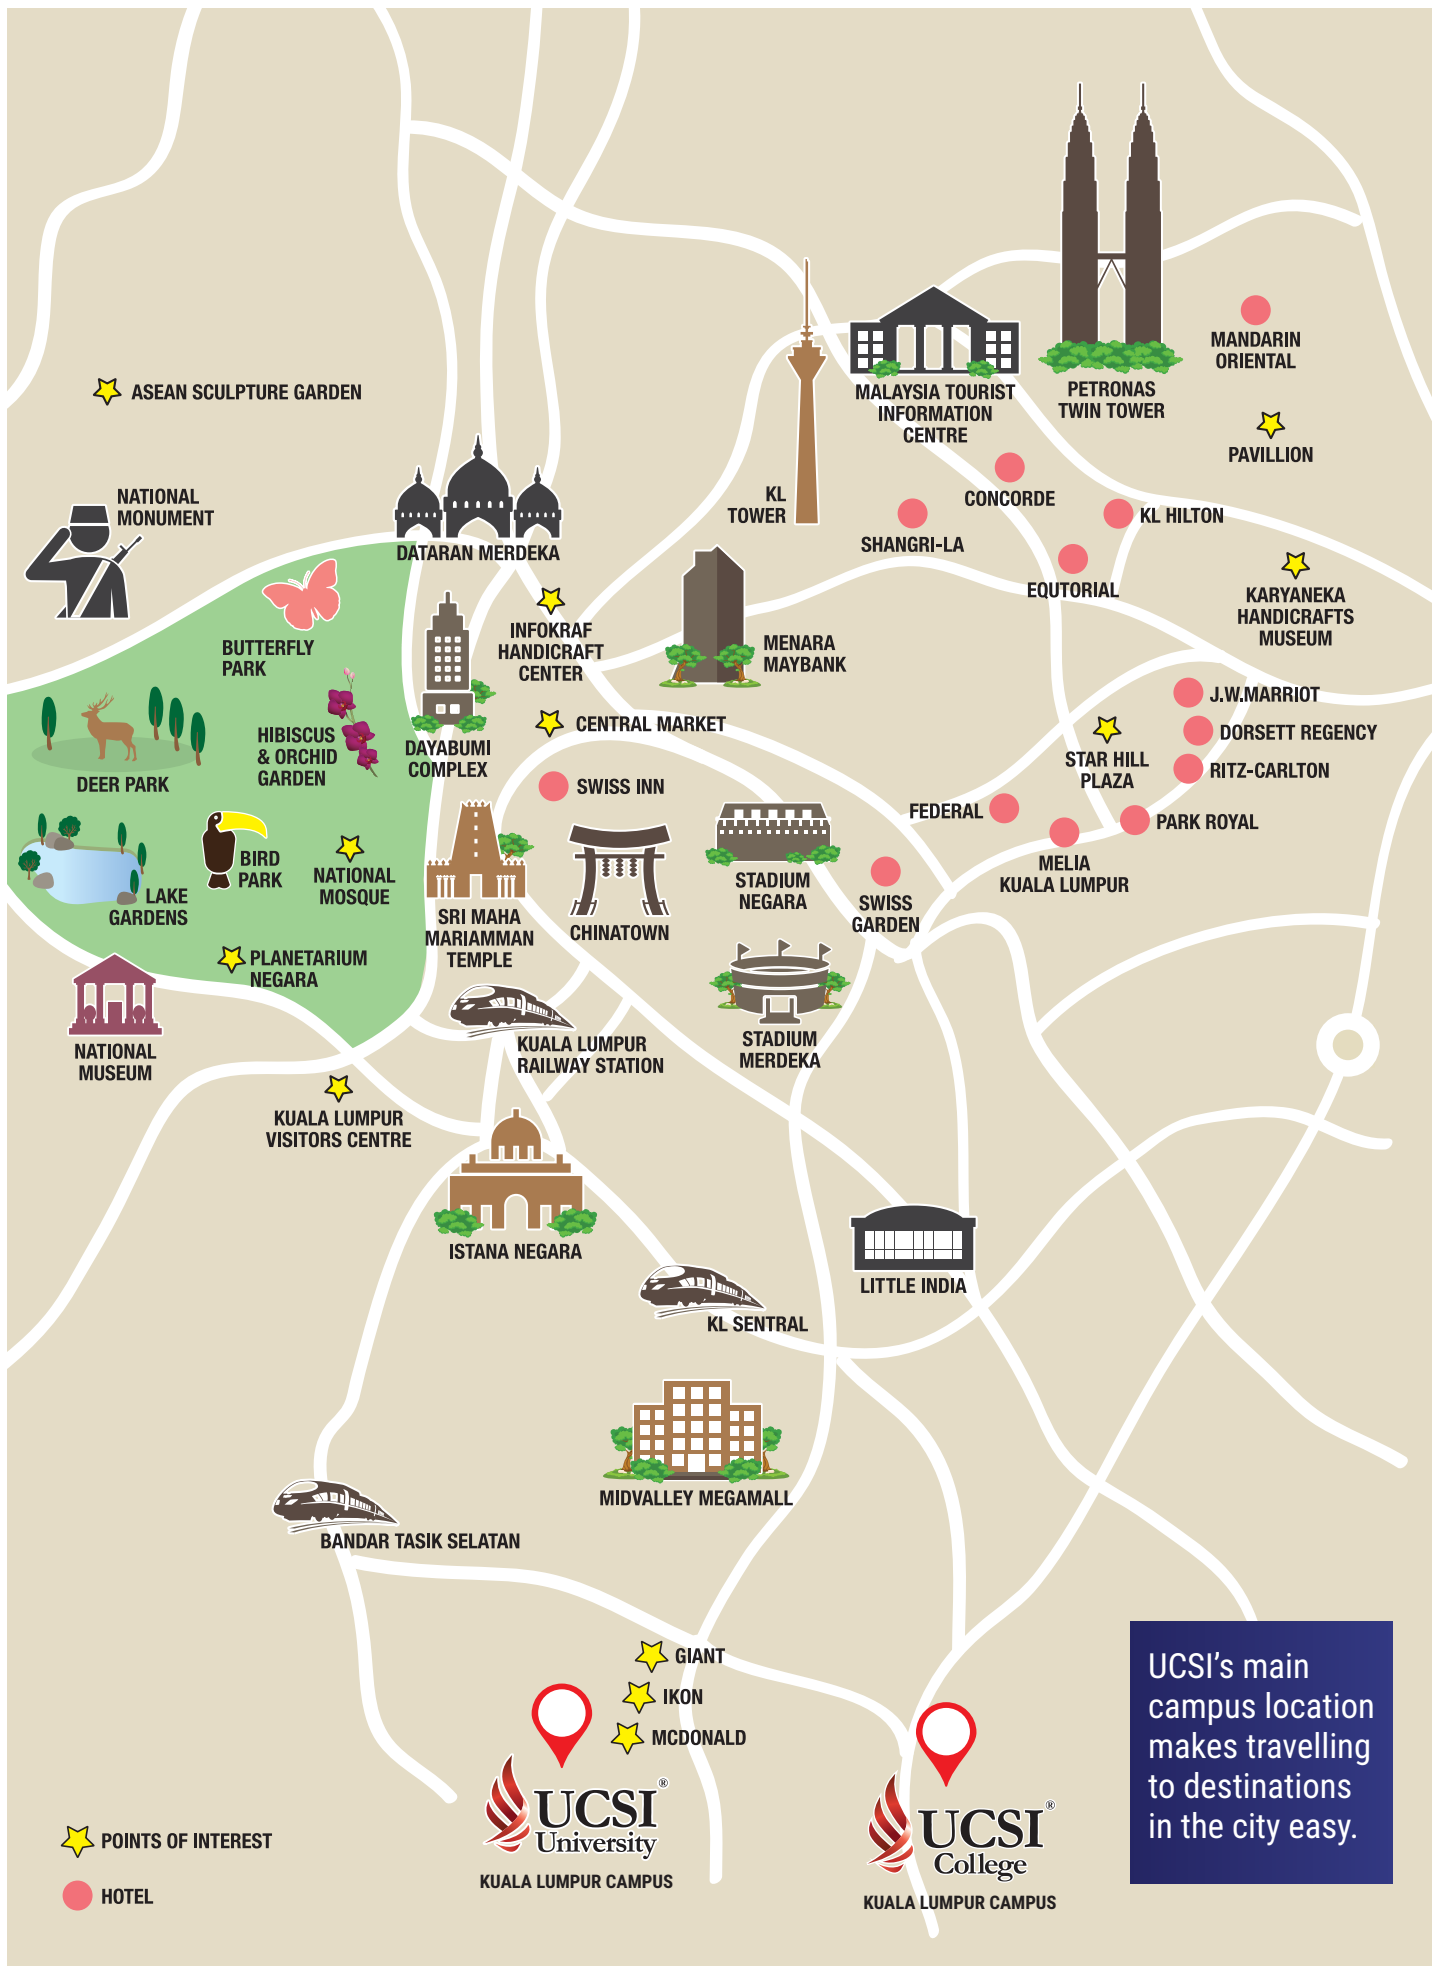 MANDARIN
ORIENTAL
ASEAN SCULPTURE GARDEN
MALAYSIA TOURIST
INFORMATION
CENTRE
PETRONAS
TWIN TOWER
PAVILLION
NATIONAL
MONUMENT
KL
TOWER
CONCORDE
KL HILTON
SHANGRI-LA
DATARAN MERDEKA
EQUTORIAL
KARYANEKA
HANDICRAFTS
MUSEUM
INFOKRAF
HANDICRAFT
CENTER
BUTTERFLY
PARK
MENARA
MAYBANK
J.W.MARRIOT
HIBISCUS
& ORCHID
GARDEN
CENTRAL MARKET
DORSETT REGENCY
DAYABUMI
COMPLEX
STAR HILL
PLAZA
RITZ-CARLTON
DEER PARK
SWISS INN
FEDERAL
PARK ROYAL
BIRD
PARK
NATIONAL
MOSQUE
MELIA
KUALA LUMPUR
LAKE
GARDENS
STADIUM
NEGARA
SWISS
GARDEN
SRI MAHA
MARIAMMAN
TEMPLE
CHINATOWN
PLANETARIUM
NEGARA
NATIONAL
MUSEUM
KUALA LUMPUR
RAILWAY STATION
STADIUM
MERDEKA
KUALA LUMPUR
VISITORS CENTRE
ISTANA NEGARA
LITTLE INDIA
KL SENTRAL
MIDVALLEY MEGAMALL
BANDAR TASIK SELATAN
GIANT
IKON
MCDONALD
UCSI®
University
KUALA LUMPUR CAMPUS
UCSI®
College
KUALA LUMPUR CAMPUS
UCSI's main
campus location
makes travelling
to destinations
in the city easy.
POINTS OF INTEREST
HOTEL